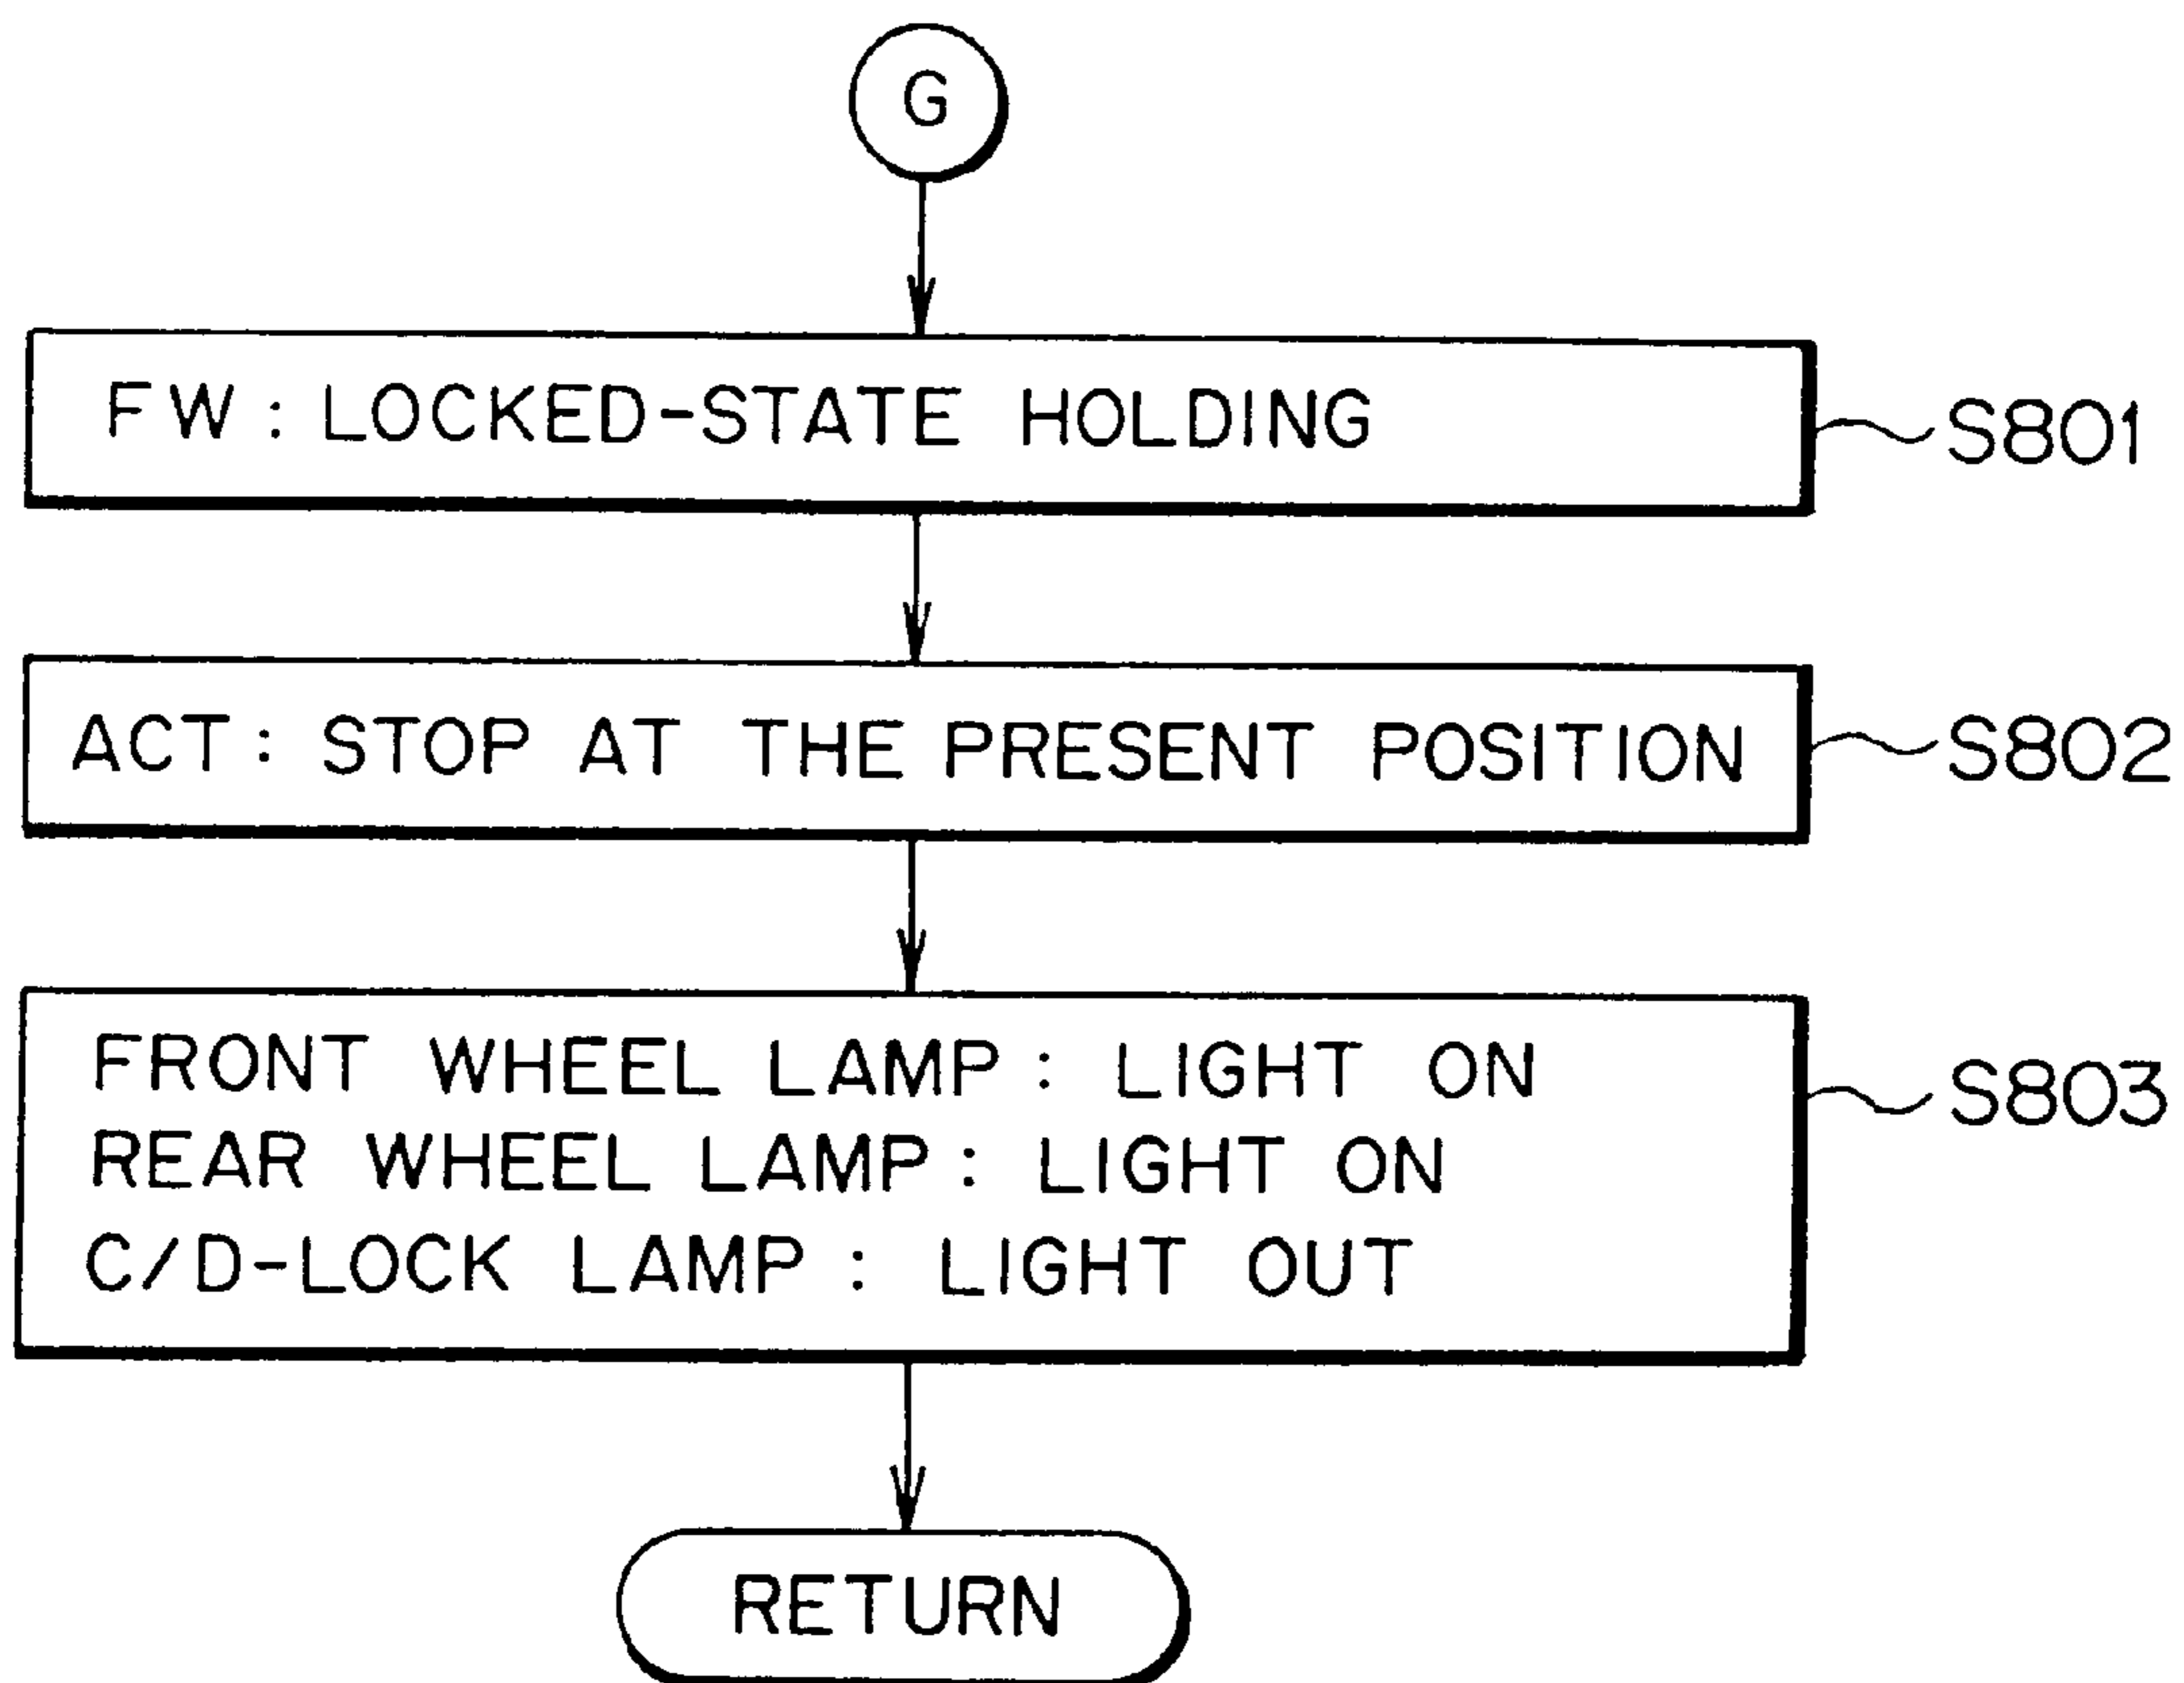 G
FW: LOCKED-STATE HOLDING
S801
ACT: STOP AT THE PRESENT POSITION
S802
FRONT WHEEL LAMP: LIGHT ON
S803
REAR WHEEL LAMP: LIGHT ON
C/D-LOCK LAMP: LIGHT OUT
RETURN